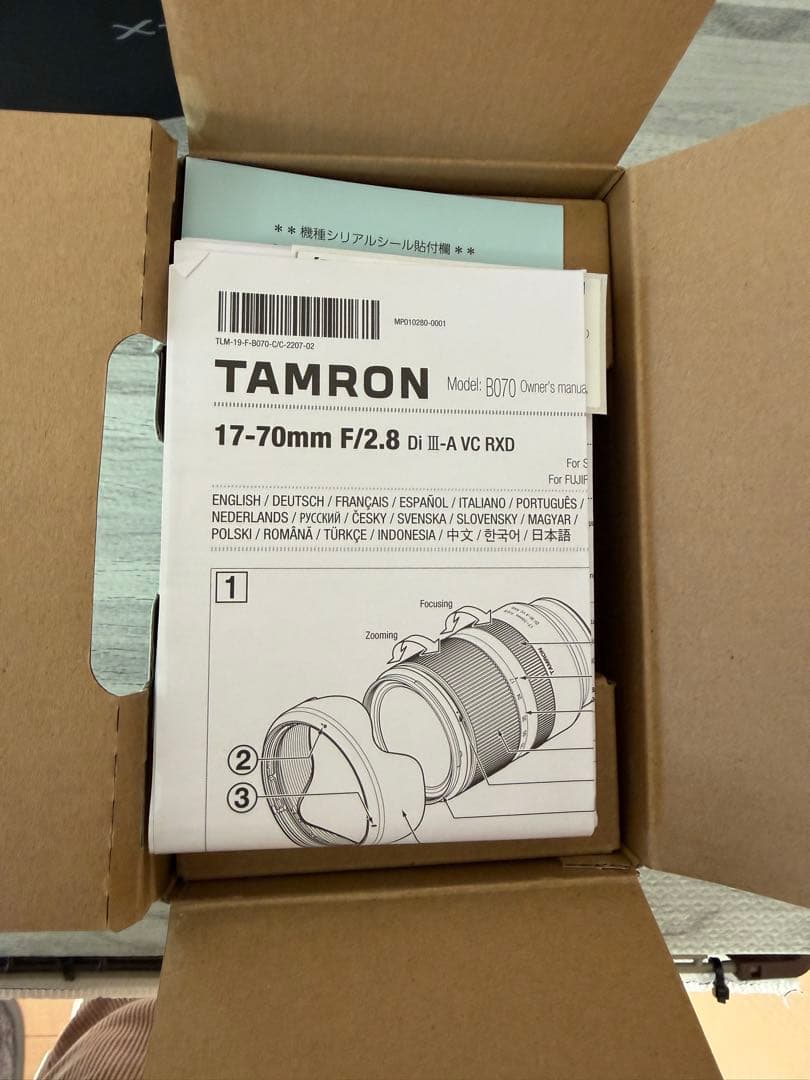 X-T
＊＊機種シリアルシール貼付欄＊＊
MP010280-0001
TLM-19-F-B070-C/C-2207-02
TAMRON Model: B070 Owner's manua
17-70mm F/2.8 Di III-A VC RXD
For S
For FUJIF
ENGLISH / DEUTSCH / FRANÇAIS / ESPAÑOL / ITALIANO / PORTUGUÊS /
NEDERLANDS / РУССКИЙ / ČESKY / SVENSKA / SLOVENSKY / MAGYAR /
POLSKI / ROMÂNĂ / TÜRKÇE / INDONESIA / 中文 / 한국어 / 日本語
1
Focusing
Zooming
TAMRON
2
3